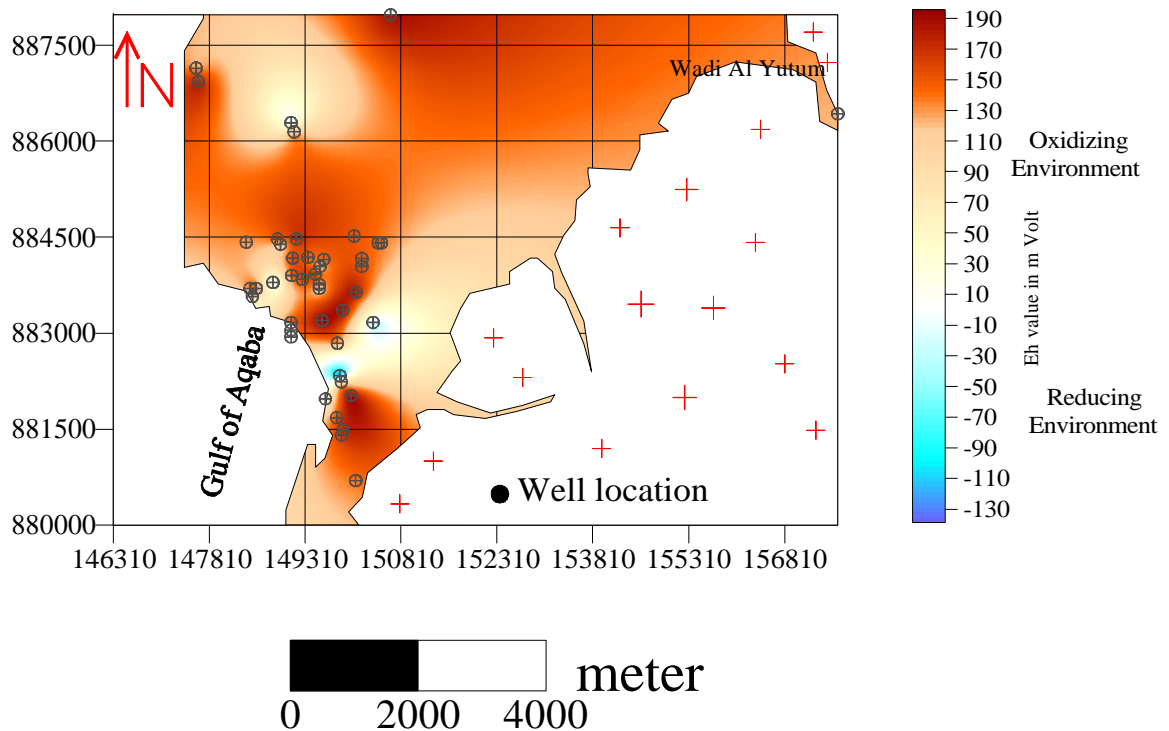 887500
886000
884500
883000
881500
880000
146310 147810 149310 150810 152310 153810 155310 156810
N
Wadi Al Yutum
Gulf of Aqaba
Well location
190
170
150
130
110
90
70
50
30
10
-10
-30
-50
-70
-90
-110
-130
Eh value in m Volt
Oxidizing
Environment
Reducing
Environment
meter
0 2000 4000